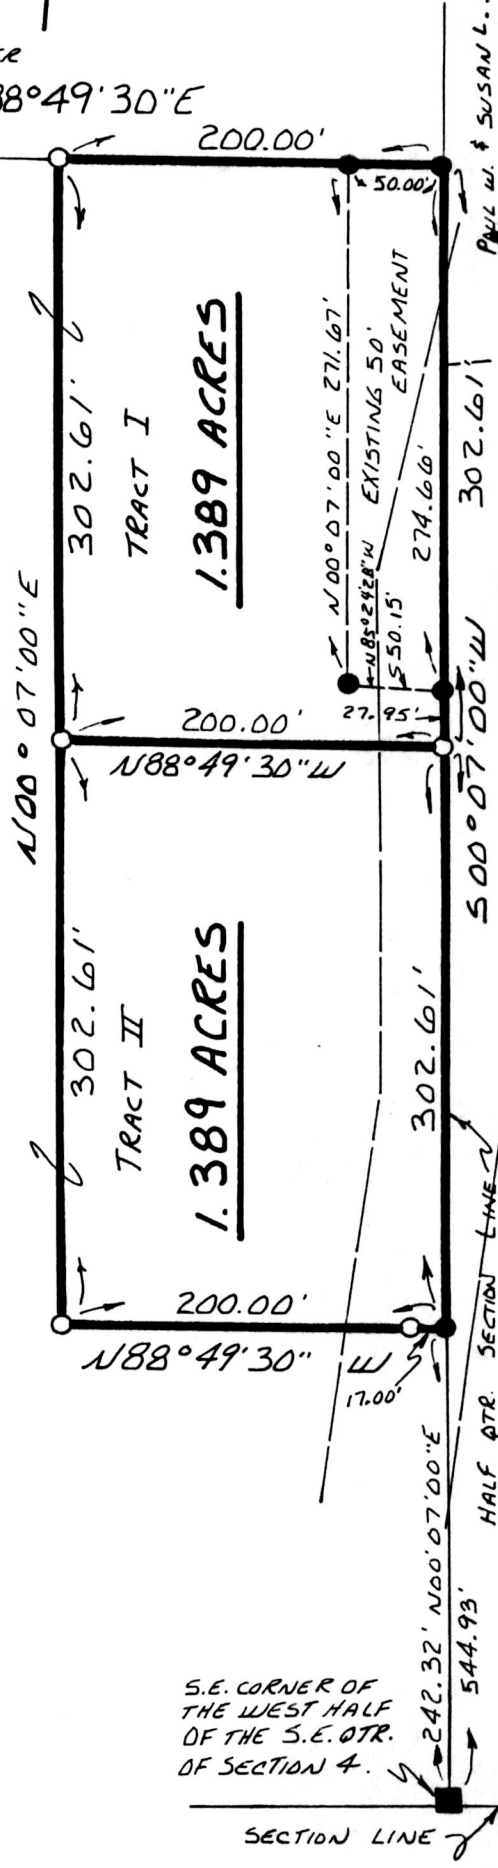 ER
88°49'30"E
PAUL W. & SUSAN L.
200.00'
50.00'
302.61'
TRACT I
1.389 ACRES
N00°07'00"E 271.67'
EXISTING 50'
EASEMENT
274.66'
302.61'
N85°24'28"W
50.15'
N00°07'00"E
S00°07'00"W
200.00'
27.95'
N88°49'30"W
302.61'
TRACT II
1.389 ACRES
302.61'
HALF QTR. SECTION LINE
200.00'
N88°49'30" W
17.00'
242.32' N00°07'00"E
544.93'
S.E. CORNER OF
THE WEST HALF
OF THE S.E. QTR.
OF SECTION 4.
SECTION LINE